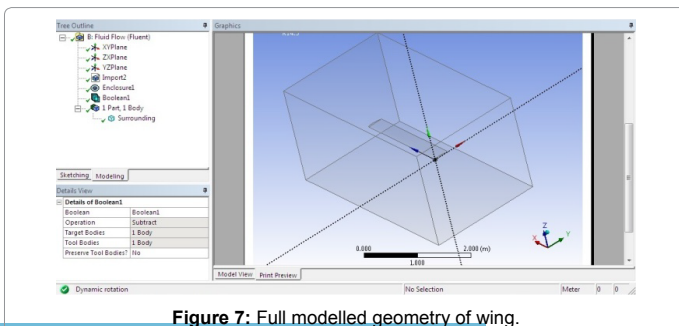 Tree Outline
B: Fluid Flow (Fluent)
XYPlane
ZXPlane
YZPlane
Import2
Enclosure1
Boolean1
1 Part, 1 Body
Surrounding
Sketching Modeling
Details View
Details of Boolean1
Boolean Boolean1
Operation Subtract
Target Bodies 1 Body
Tool Bodies 1 Body
Preserve Tool Bodies? No
Graphics
0.000 2.000 (m)
1.000
Z
X Y
Model View Print Preview
Dynamic rotation No Selection Meter 0 0
Figure 7: Full modelled geometry of wing.